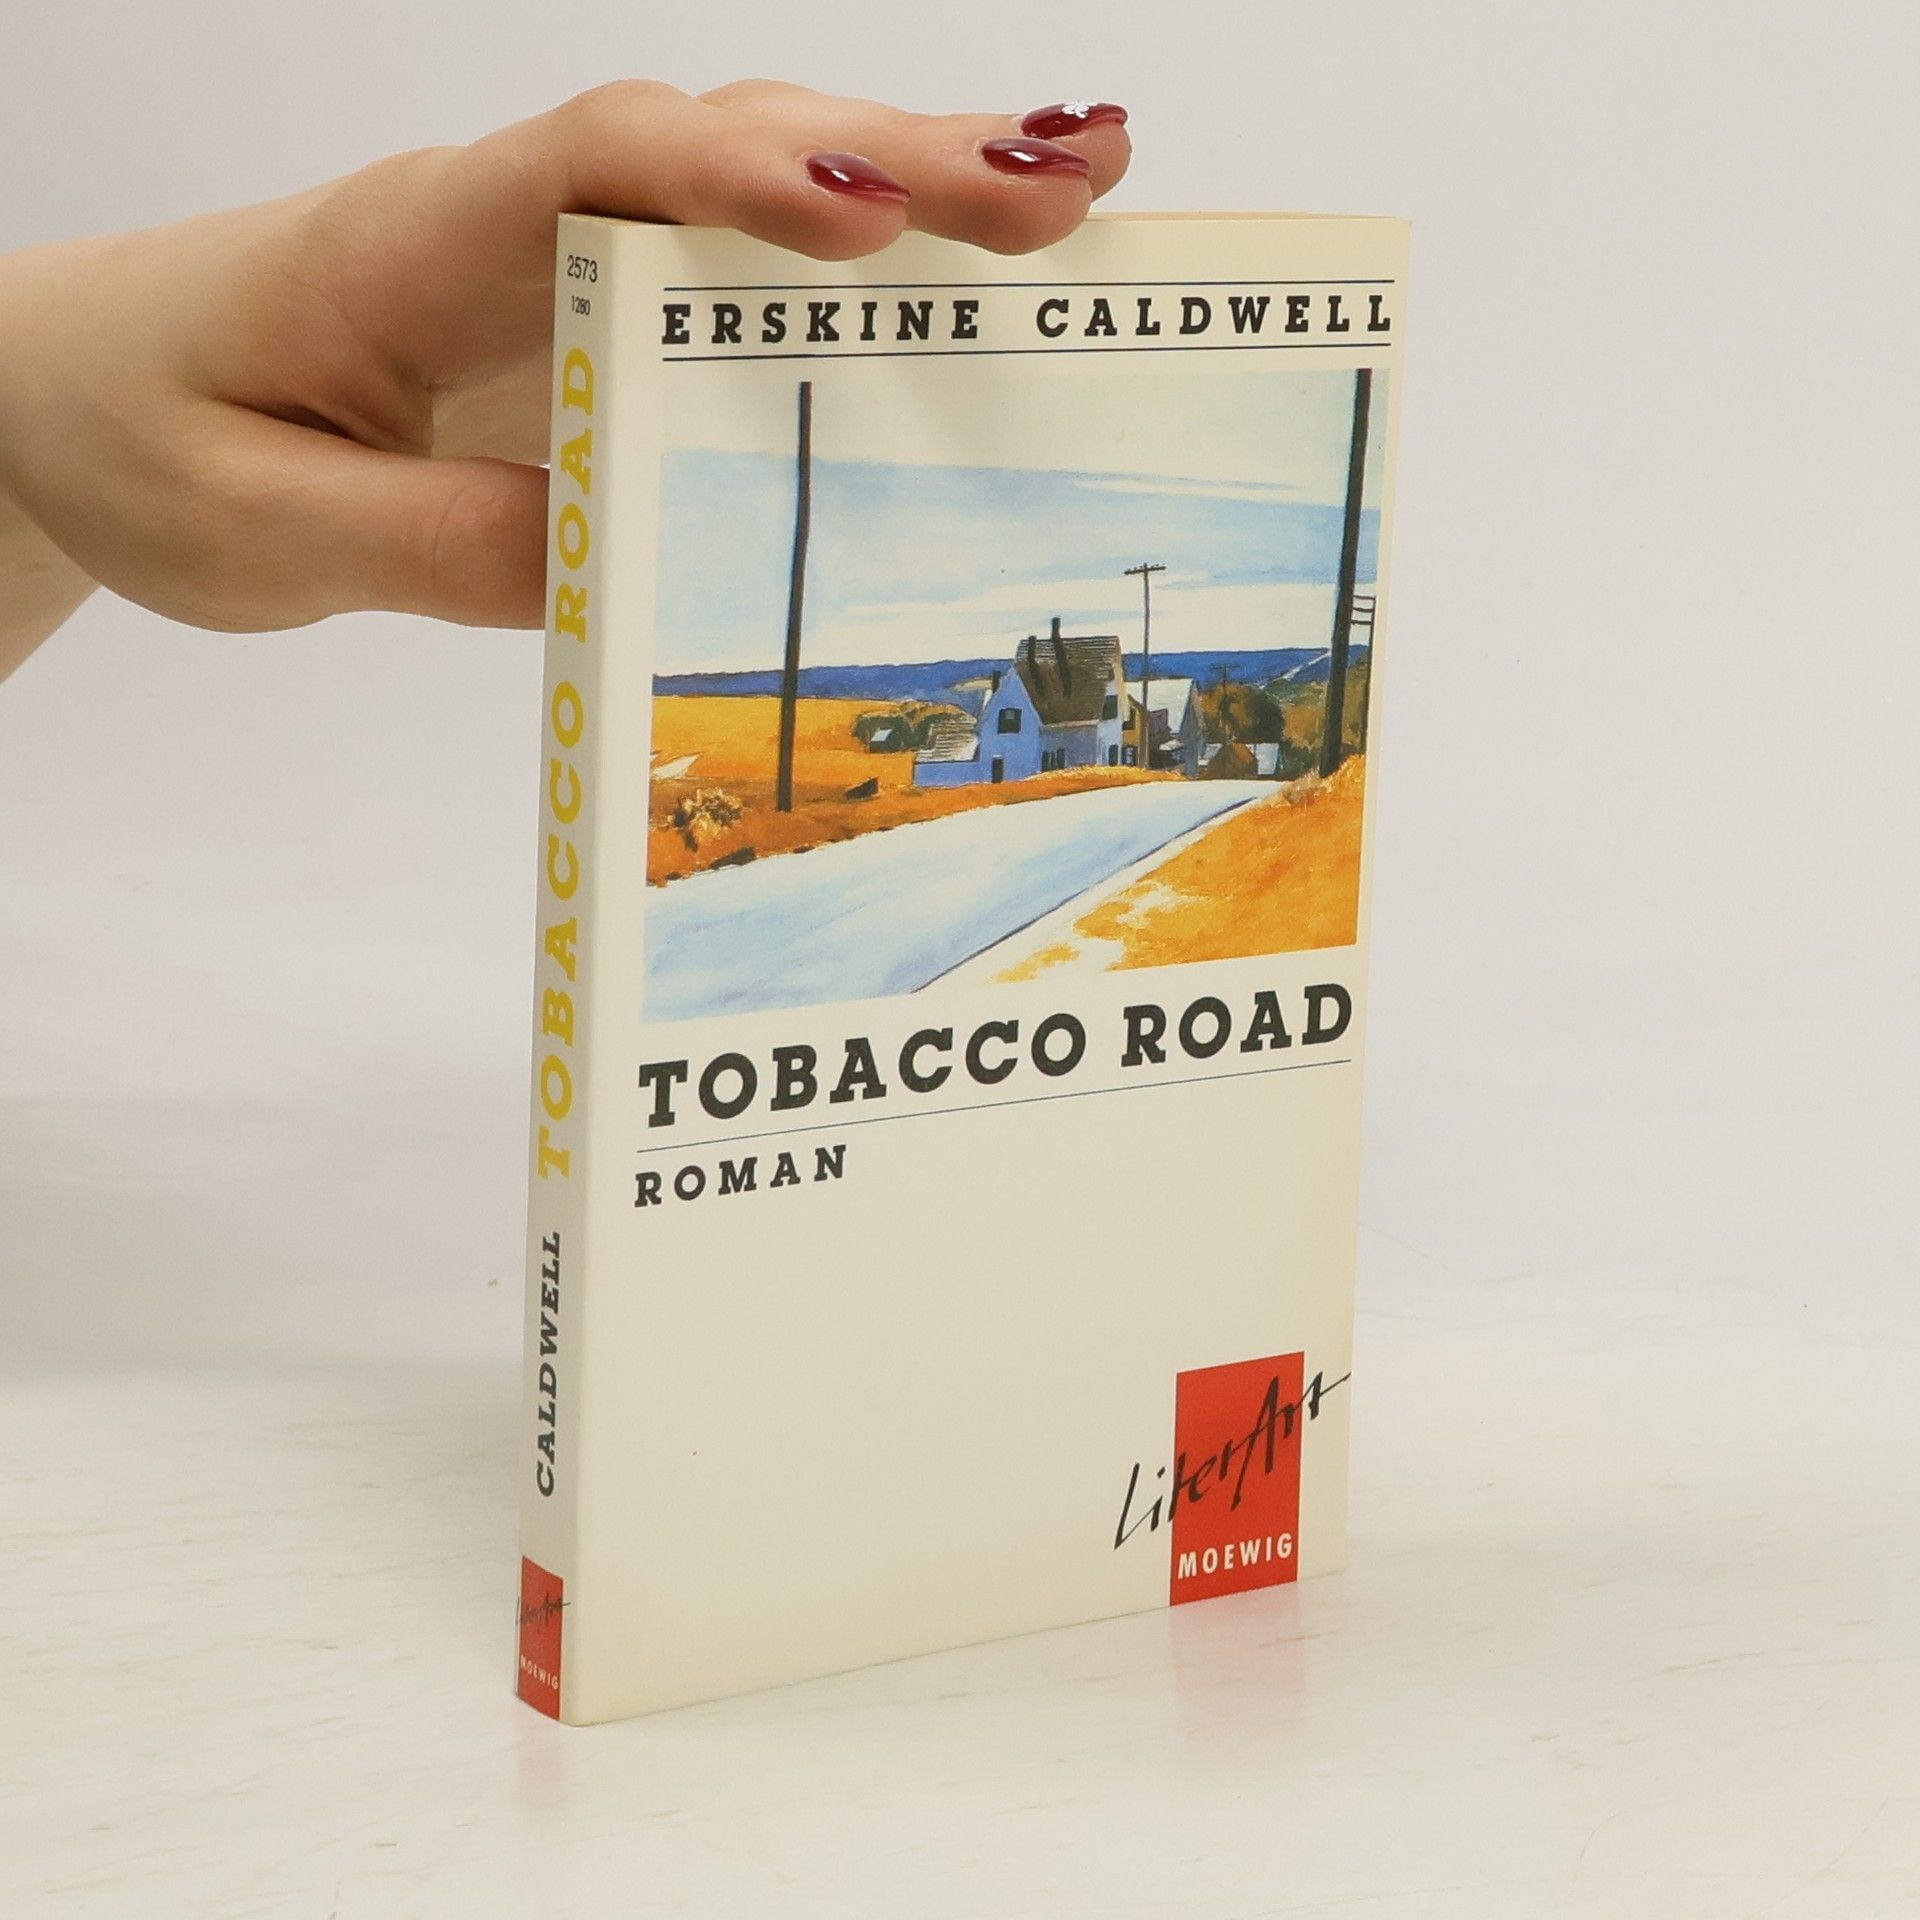 2573
1280
TOBACCO ROAD
CALDWELL
LiterArt
MOEWIG
ERSKINE CALDWELL
TOBACCO ROAD
ROMAN
LiterArt
MOEWIG